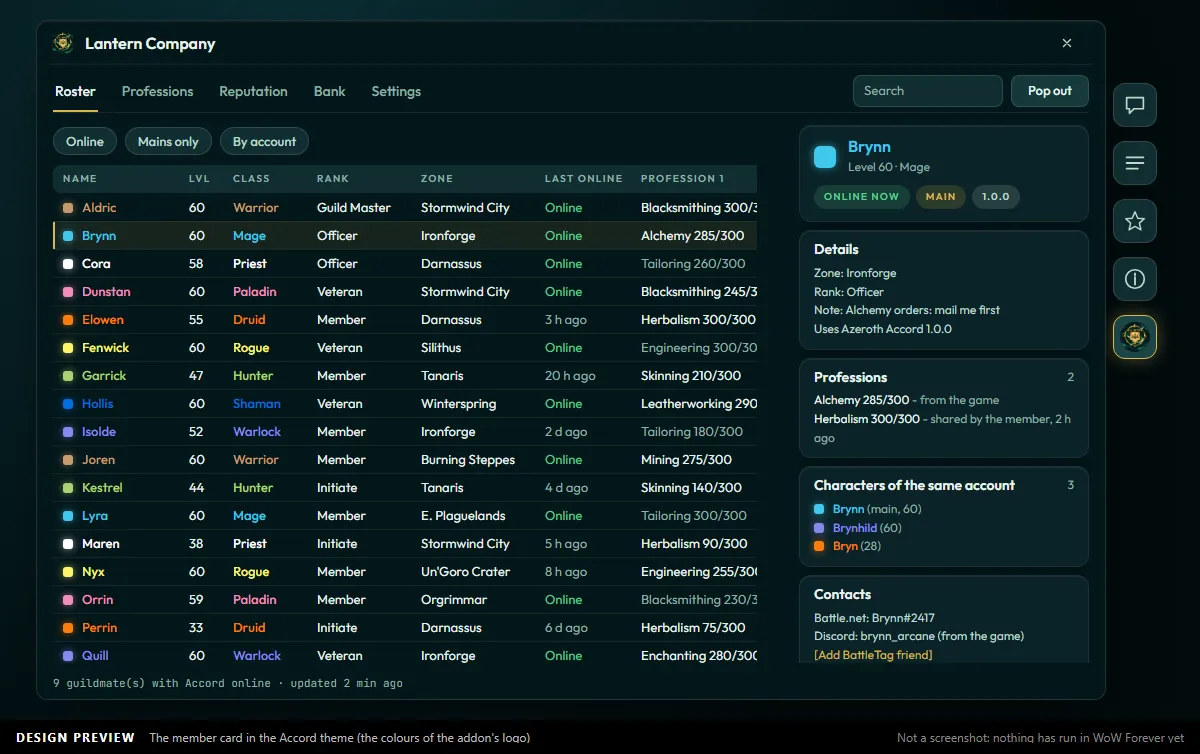 Lantern Company
Roster Professions Reputation Bank Settings Search Pop out
Online Mains only By account
NAME LVL CLASS RANK ZONE LAST ONLINE PROFESSION 1
Aldric 60 Warrior Guild Master Stormwind City Online Blacksmithing 300/3
Brynn 60 Mage Officer Ironforge Online Alchemy 285/300
Cora 58 Priest Officer Darnassus Online Tailoring 260/300
Dunstan 60 Paladin Veteran Stormwind City Online Blacksmithing 245/3
Elowen 55 Druid Member Darnassus 3 h ago Herbalism 300/300
Fenwick 60 Rogue Veteran Silithus Online Engineering 300/30
Garrick 47 Hunter Member Tanaris 20 h ago Skinning 210/300
Hollis 60 Shaman Veteran Winterspring Online Leatherworking 290
Isolde 52 Warlock Member Ironforge 2 d ago Tailoring 180/300
Joren 60 Warrior Member Burning Steppes Online Mining 275/300
Kestrel 44 Hunter Initiate Tanaris 4 d ago Skinning 140/300
Lyra 60 Mage Member E. Plaguelands Online Tailoring 300/300
Maren 38 Priest Initiate Stormwind City 5 h ago Herbalism 90/300
Nyx 60 Rogue Member Un'Goro Crater 8 h ago Engineering 255/300
Orrin 59 Paladin Member Orgrimmar Online Blacksmithing 230/3
Perrin 33 Druid Initiate Darnassus 6 d ago Herbalism 75/300
Quill 60 Warlock Veteran Ironforge Online Enchanting 280/300
9 guildmate(s) with Accord online · updated 2 min ago
Brynn
Level 60 · Mage
ONLINE NOW MAIN 1.0.0
Details
Zone: Ironforge
Rank: Officer
Note: Alchemy orders: mail me first
Uses Azeroth Accord 1.0.0
Professions 2
Alchemy 285/300 - from the game
Herbalism 300/300 - shared by the member, 2 h
ago
Characters of the same account 3
Brynn (main, 60)
Brynhild (60)
Bryn (28)
Contacts
Battle.net: Brynn#2417
Discord: brynn_arcane (from the game)
[Add BattleTag friend]
DESIGN PREVIEW The member card in the Accord theme (the colours of the addon's logo) Not a screenshot: nothing has run in WoW Forever yet